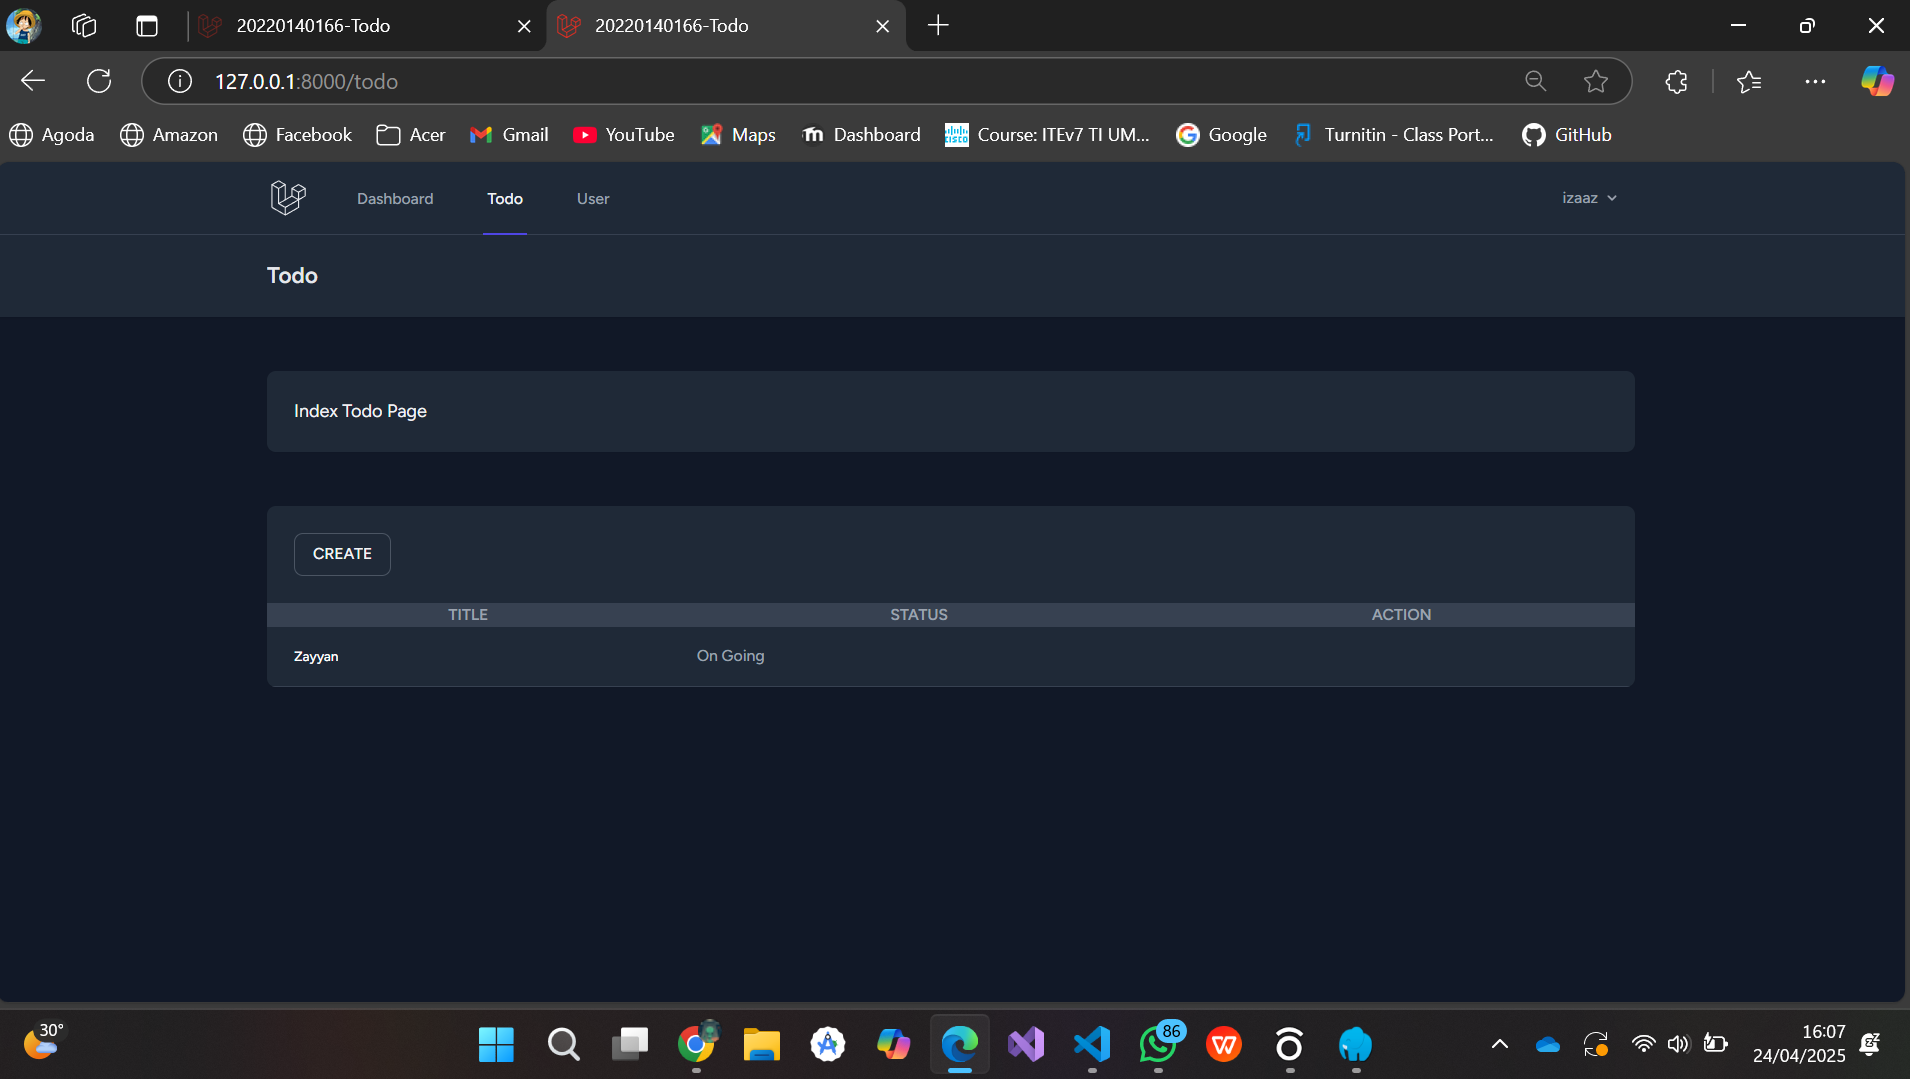 20220140166-Todo
20220140166-Todo
127.0.0.1:8000/todo
Agoda Amazon Facebook Acer Gmail YouTube Maps Dashboard Course: ITEv7 TI UM... Google Turnitin - Class Port... GitHub
Dashboard Todo User izaaz
Todo
Index Todo Page
CREATE
TITLE STATUS ACTION
Zayyan On Going
30°
86
16:07
24/04/2025